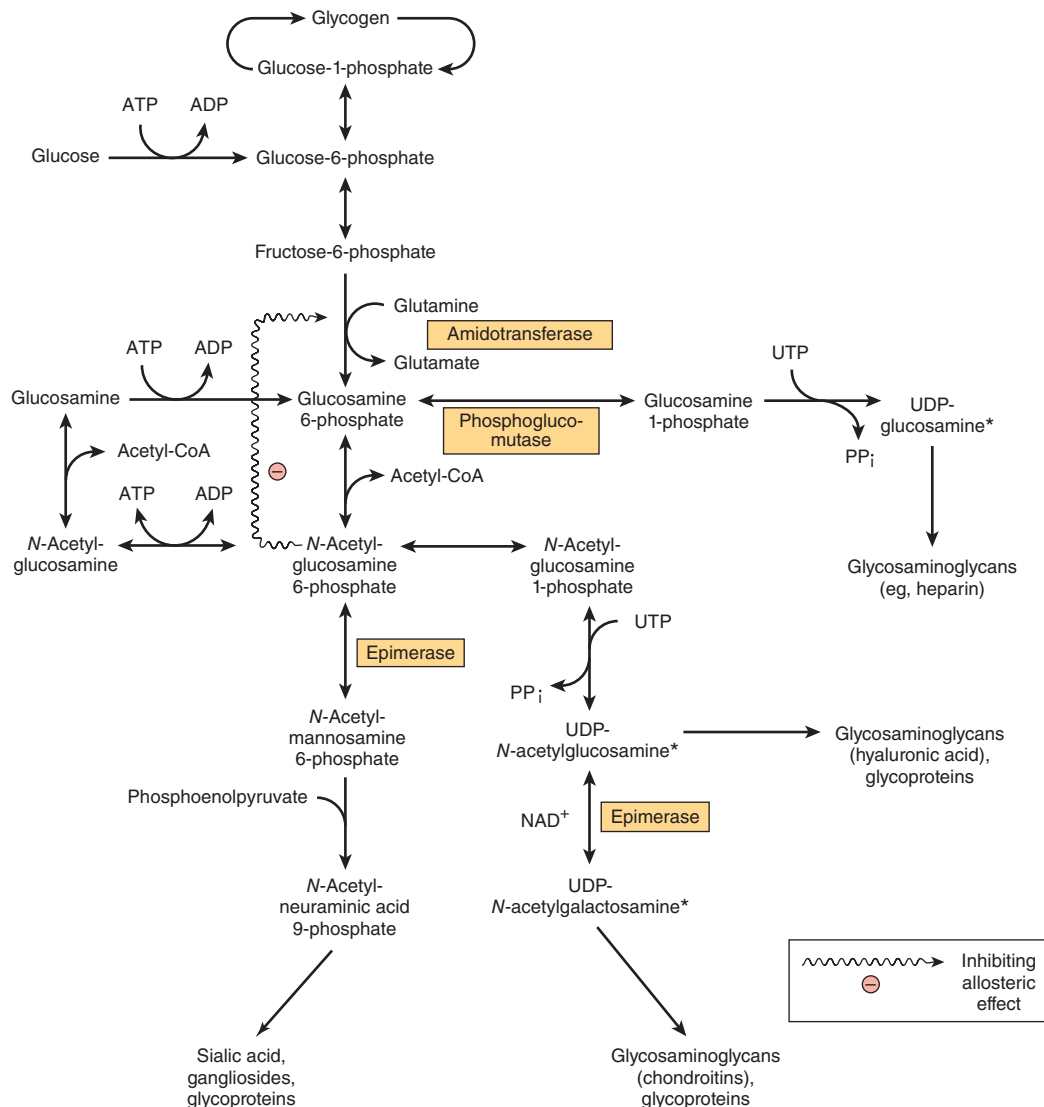 Glycogen
Glucose-1-phosphate
ATP
ADP
Glucose
Glucose-6-phosphate
Fructose-6-phosphate
Glutamine
Amidotransferase
Glutamate
ATP
ADP
UTP
Glucosamine
Glucosamine
6-phosphate
Phosphogluco-
mutase
Glucosamine
1-phosphate
UDP-
glucosamine*
PPi
Acetyl-CoA
Acetyl-CoA
ATP
ADP
N-Acetyl-
glucosamine
N-Acetyl-
glucosamine
6-phosphate
N-Acetyl-
glucosamine
1-phosphate
Glycosaminoglycans
(eg, heparin)
Epimerase
UTP
PPi
N-Acetyl-
mannosamine
6-phosphate
UDP-
N-acetylglucosamine*
Glycosaminoglycans
(hyaluronic acid),
glycoproteins
Phosphoenolpyruvate
NAD+
Epimerase
N-Acetyl-
neuraminic acid
9-phosphate
UDP-
N-acetylgalactosamine*
Inhibiting
allosteric
effect
Sialic acid,
gangliosides,
glycoproteins
Glycosaminoglycans
(chondroitins),
glycoproteins